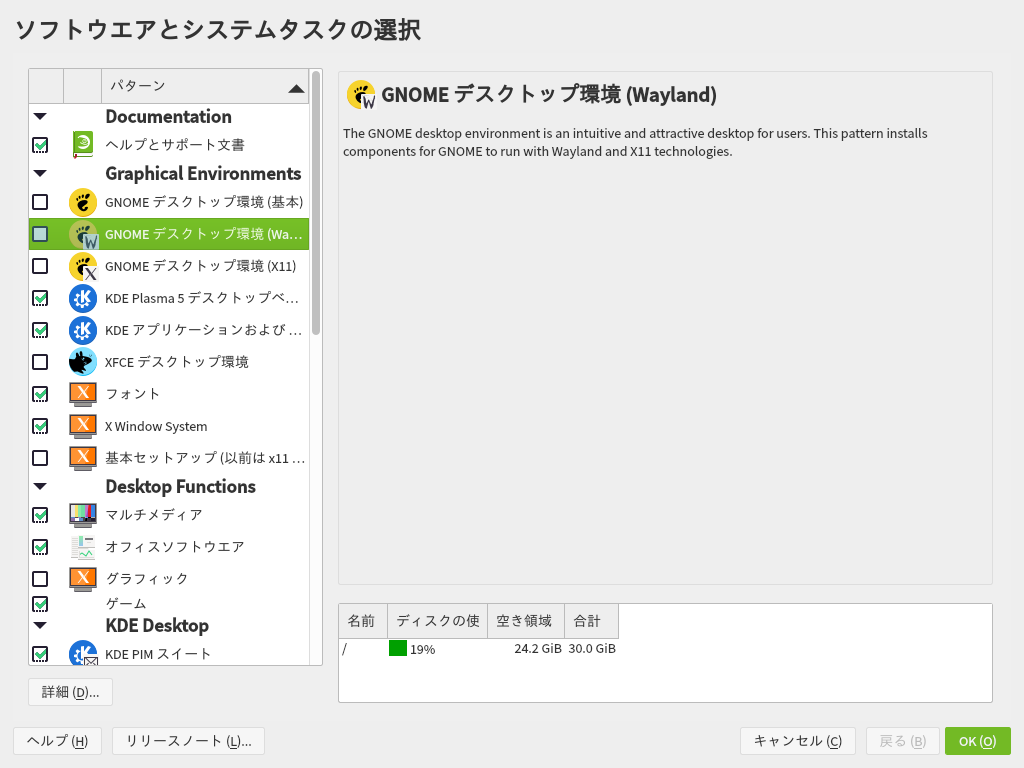 ソフトウエアとシステムタスクの選択
パターン
Documentation
ヘルプとサポート文書
Graphical Environments
GNOME デスクトップ環境 (基本)
GNOME デスクトップ環境 (Wa...
GNOME デスクトップ環境 (X11)
KDE Plasma 5 デスクトップベ...
KDE アプリケーションおよび ...
XFCE デスクトップ環境
フォント
X Window System
基本セットアップ (以前は x11 ...
Desktop Functions
マルチメディア
オフィスソフトウエア
グラフィック
ゲーム
KDE Desktop
KDE PIM スイート
詳細 (D)...
GNOME デスクトップ環境 (Wayland)
The GNOME desktop environment is an intuitive and attractive desktop for users. This pattern installs
components for GNOME to run with Wayland and X11 technologies.
名前 ディスクの使 空き領域 合計
/ 19% 24.2 GiB 30.0 GiB
ヘルプ (H) リリースノート (L)... キャンセル (C) 戻る (B) OK (O)